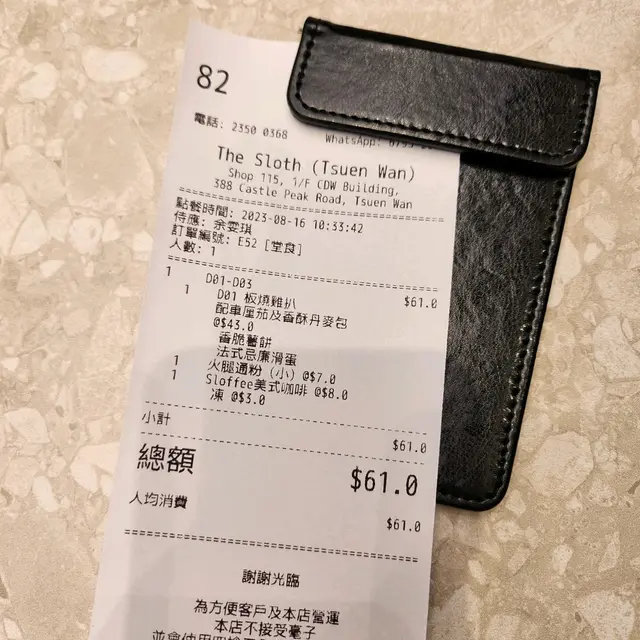 82
電話: 2350 0368 WhatsApp:
The Sloth (Tsuen Wan)
Shop 115, 1/F CDW Building,
388 Castle Peak Road, Tsuen Wan
點餐時間: 2023-08-16 10:33:42
侍應: 余雯琪
訂單編號: E52 [堂食]
人數: 1
1 D01-D03 $61.0
1 D01 板燒雞扒
配車厘茄及香酥丹麥包
@$43.0
香脆薯餅
法式忌廉滑蛋
1 火腿通粉 (小) @$7.0
1 Sloffee美式咖啡 @$8.0
凍 @$3.0
小計 $61.0
總額 $61.0
人均消費 $61.0
謝謝光臨
為方便客戶及本店營運
本店不接受毫子